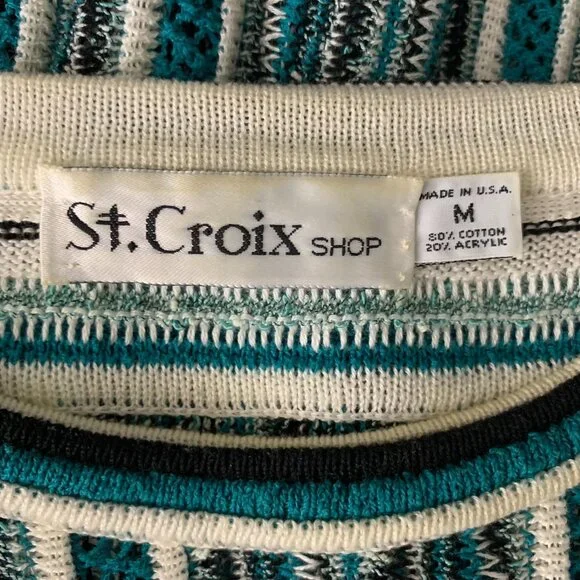 St.Croix SHOP
MADE IN U.S.A.
M
80% COTTON
20% ACRYLIC